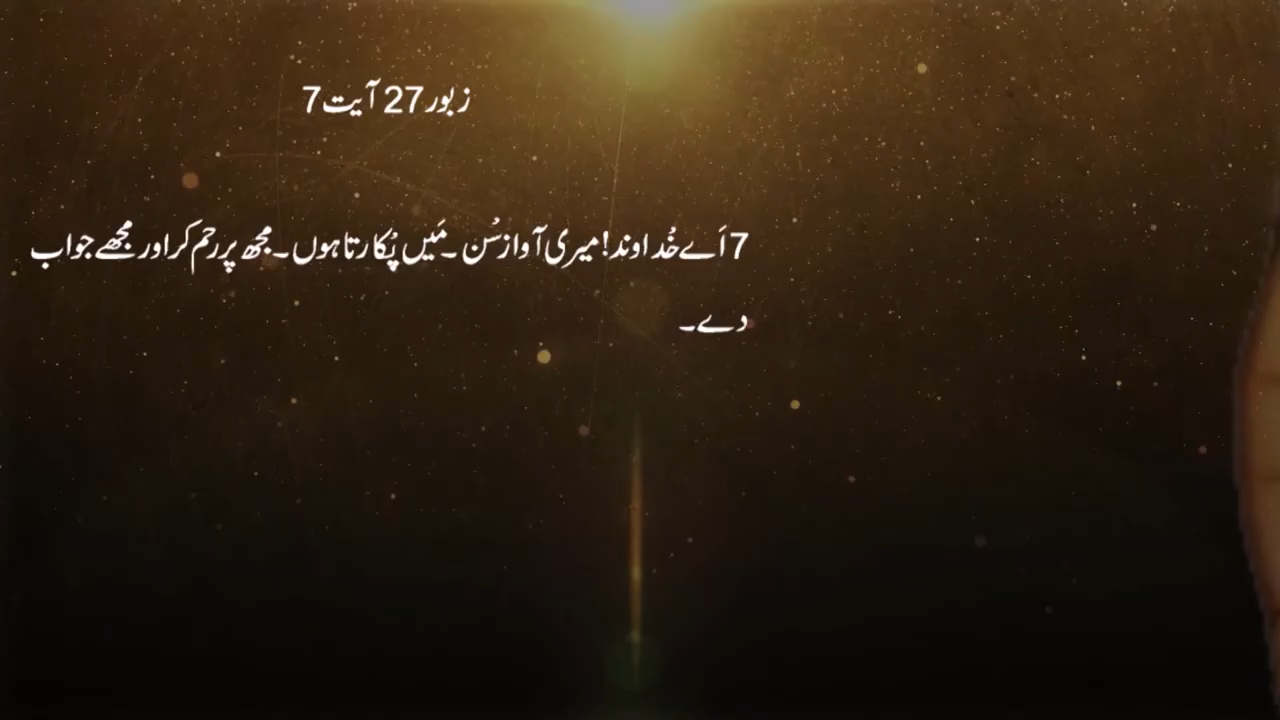 زبور 27 آیت 7
7 اَے خُداوند! میری آواز سُن۔ مَیں پُکارتا ہوں۔ مجھ پر رحم کر اور مجھے جواب
دے۔